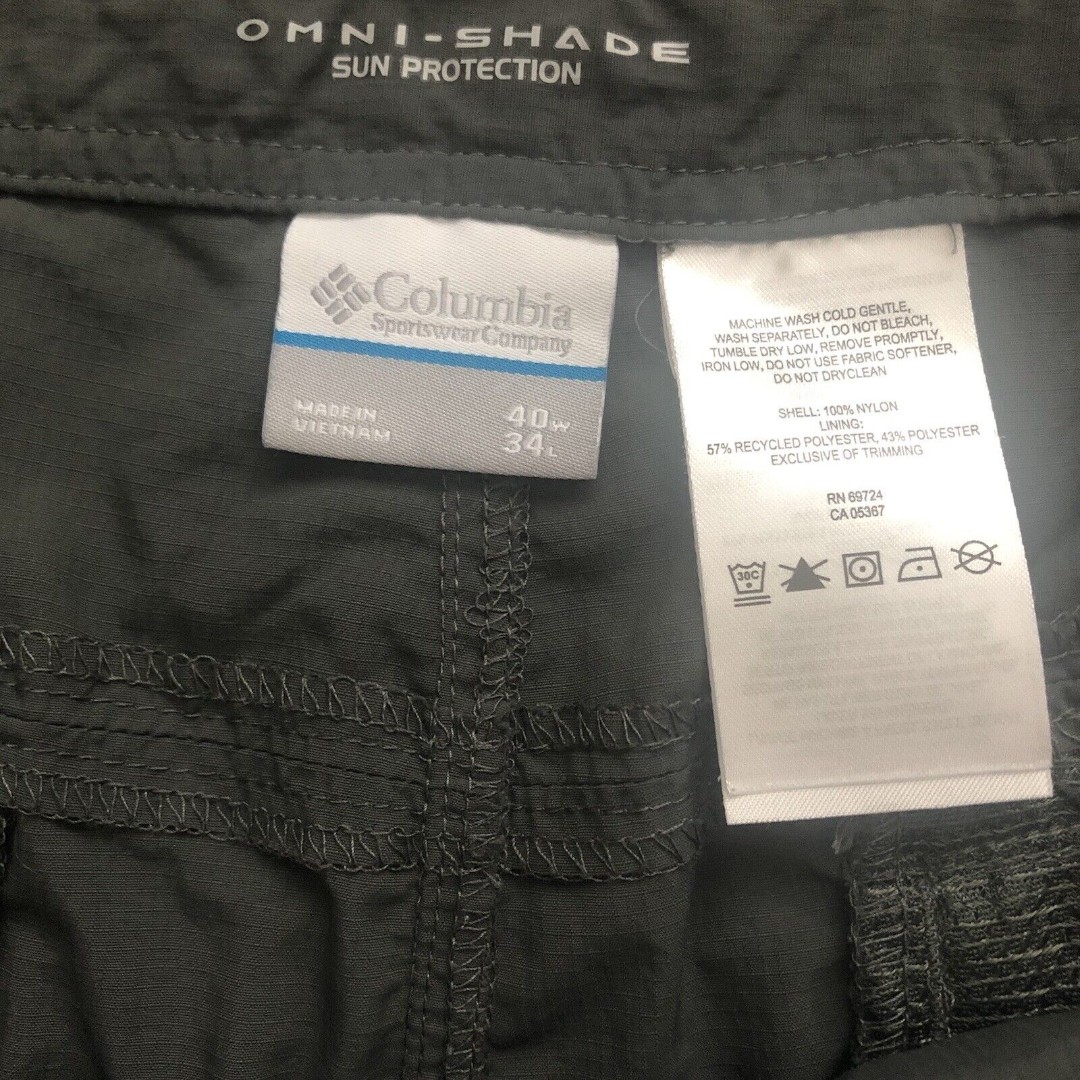 OMNI-SHADE
SUN PROTECTION
Columbia
Sportswear Company
MADE IN
VIETNAM
40W
34L
MACHINE WASH COLD GENTLE,
WASH SEPARATELY, DO NOT BLEACH,
TUMBLE DRY LOW, REMOVE PROMPTLY,
IRON LOW, DO NOT USE FABRIC SOFTENER,
DO NOT DRYCLEAN
SHELL: 100% NYLON
LINING:
57% RECYCLED POLYESTER, 43% POLYESTER
EXCLUSIVE OF TRIMMING
RN 69724
CA 05367
30C